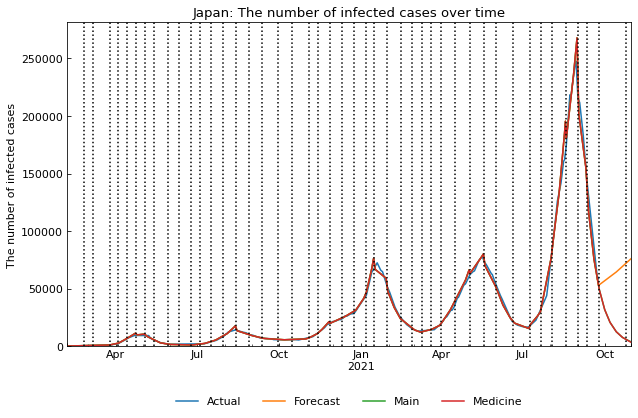 Japan: The number of infected cases over time
The number of infected cases
250000
200000
150000
100000
50000
0
Apr Jul Oct Jan Apr Jul Oct
2021
Actual Forecast Main Medicine